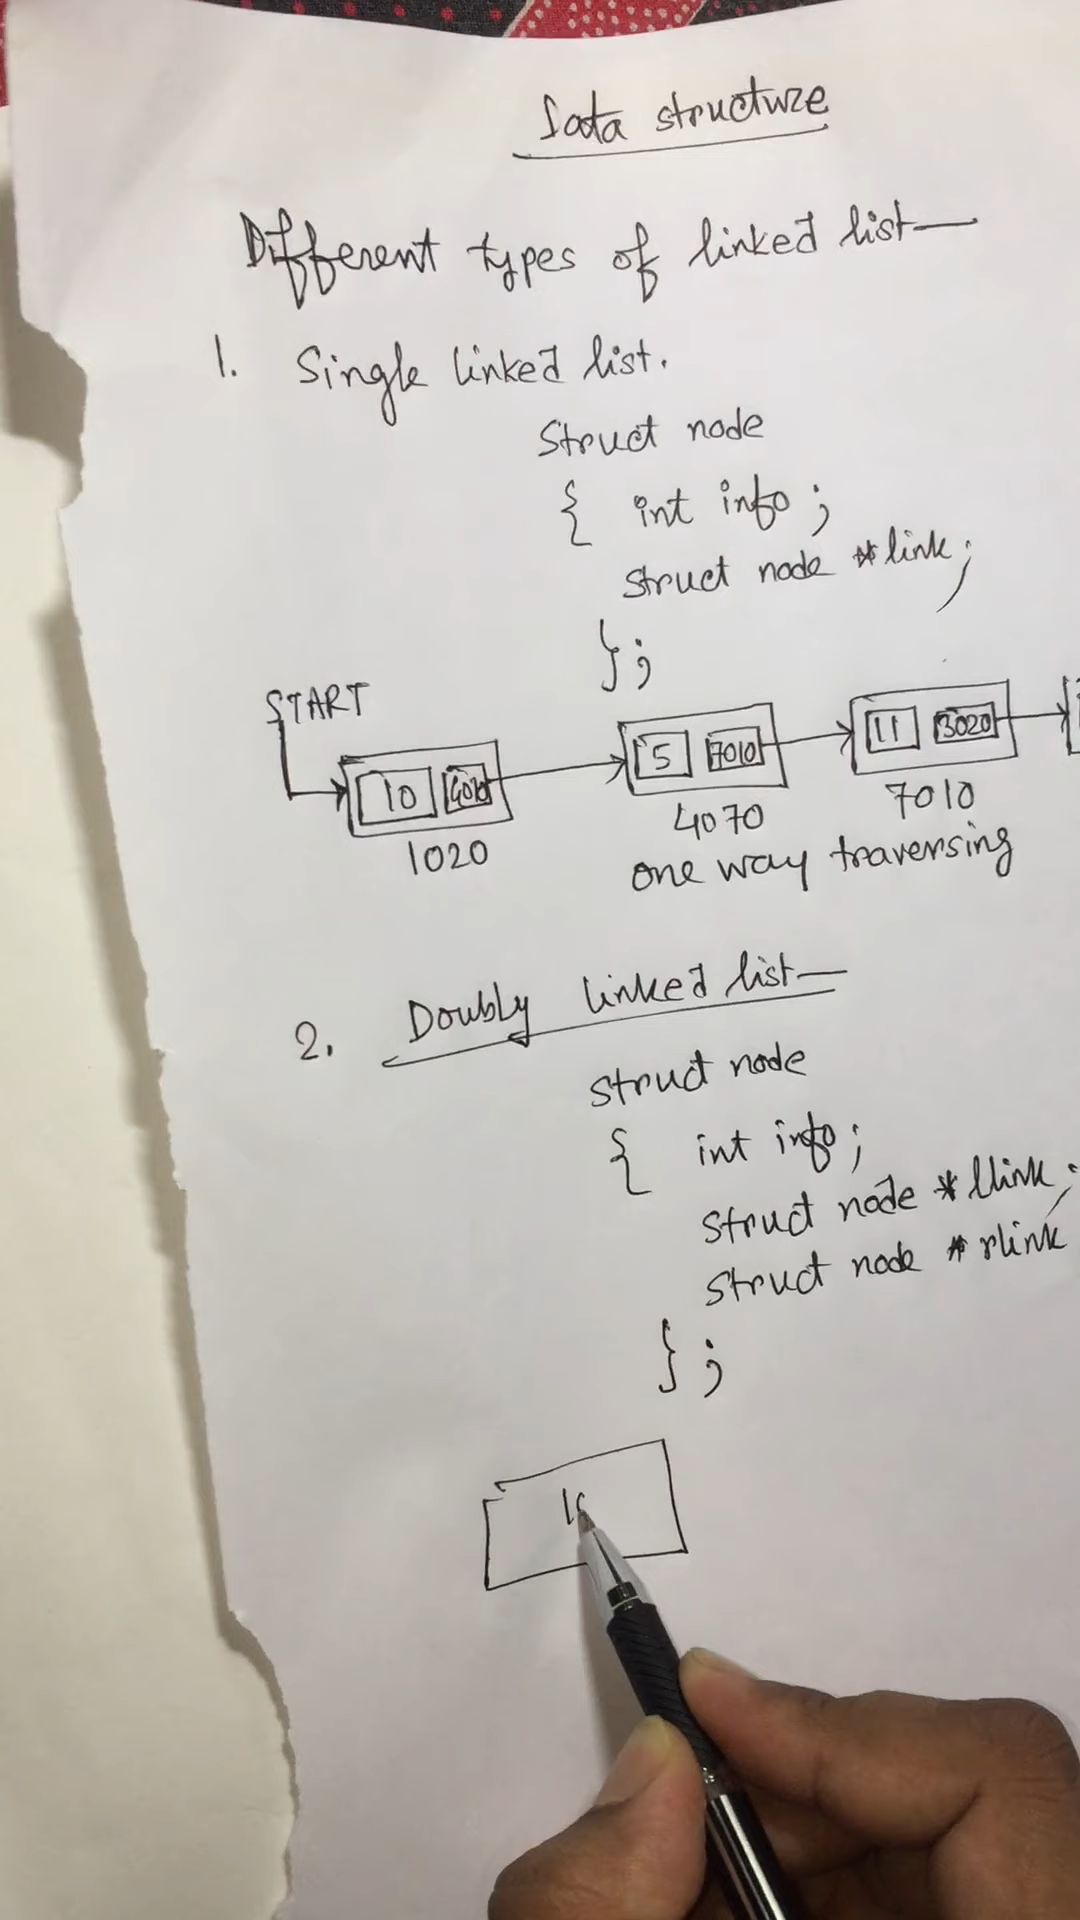 Data structure
Different types of linked list—
1. Single linked list.
struct node
{ int info;
struct node *link;
};
START
10 4070 5 7010 11 3020
1020 4070 7010
one way traversing
2. Doubly linked list—
struct node
{ int info;
struct node *llink;
struct node *rlink
};